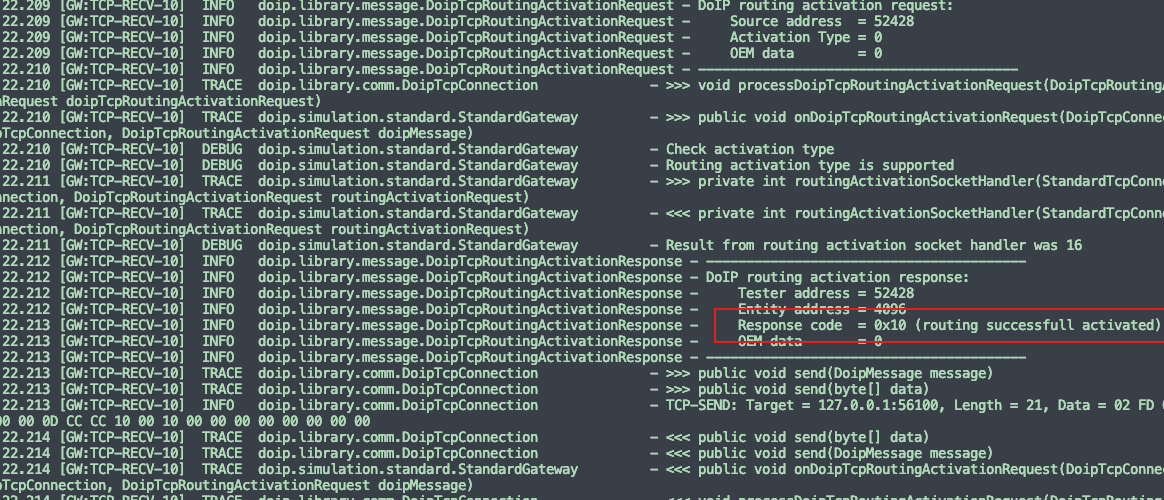 22.209 [GW:TCP-RECV-10]  INFO   doip.library.message.DoipTcpRoutingActivationRequest - DoIP routing activation request:
22.209 [GW:TCP-RECV-10]  INFO   doip.library.message.DoipTcpRoutingActivationRequest -     Source address  = 52428
22.209 [GW:TCP-RECV-10]  INFO   doip.library.message.DoipTcpRoutingActivationRequest -     Activation Type = 0
22.209 [GW:TCP-RECV-10]  INFO   doip.library.message.DoipTcpRoutingActivationRequest -     OEM data        = 0
22.210 [GW:TCP-RECV-10]  INFO   doip.library.message.DoipTcpRoutingActivationRequest - ----------------------------------------
22.210 [GW:TCP-RECV-10]  TRACE  doip.library.comm.DoipTcpConnection              - >>> void processDoipTcpRoutingActivationRequest(DoipTcpRouting
nRequest doipTcpRoutingActivationRequest)
22.210 [GW:TCP-RECV-10]  TRACE  doip.simulation.standard.StandardGateway         - >>> public void onDoipTcpRoutingActivationRequest(DoipTcpConnec
pTcpConnection, DoipTcpRoutingActivationRequest doipMessage)
22.210 [GW:TCP-RECV-10]  DEBUG  doip.simulation.standard.StandardGateway         - Check activation type
22.210 [GW:TCP-RECV-10]  DEBUG  doip.simulation.standard.StandardGateway         - Routing activation type is supported
22.211 [GW:TCP-RECV-10]  TRACE  doip.simulation.standard.StandardGateway         - >>> private int routingActivationSocketHandler(StandardTcpConn
nection, DoipTcpRoutingActivationRequest routingActivationRequest)
22.211 [GW:TCP-RECV-10]  TRACE  doip.simulation.standard.StandardGateway         - <<< private int routingActivationSocketHandler(StandardTcpConn
nection, DoipTcpRoutingActivationRequest routingActivationRequest)
22.211 [GW:TCP-RECV-10]  DEBUG  doip.simulation.standard.StandardGateway         - Result from routing activation socket handler was 16
22.212 [GW:TCP-RECV-10]  INFO   doip.library.message.DoipTcpRoutingActivationResponse - ----------------------------------------
22.212 [GW:TCP-RECV-10]  INFO   doip.library.message.DoipTcpRoutingActivationResponse - DoIP routing activation response:
22.212 [GW:TCP-RECV-10]  INFO   doip.library.message.DoipTcpRoutingActivationResponse -     Tester address = 52428
22.212 [GW:TCP-RECV-10]  INFO   doip.library.message.DoipTcpRoutingActivationResponse -     Entity address = 4096
22.213 [GW:TCP-RECV-10]  INFO   doip.library.message.DoipTcpRoutingActivationResponse -     Response code  = 0x10 (routing successfull activated)
22.213 [GW:TCP-RECV-10]  INFO   doip.library.message.DoipTcpRoutingActivationResponse -     OEM data       = 0
22.213 [GW:TCP-RECV-10]  INFO   doip.library.message.DoipTcpRoutingActivationResponse - ----------------------------------------
22.213 [GW:TCP-RECV-10]  TRACE  doip.library.comm.DoipTcpConnection              - >>> public void send(DoipMessage message)
22.213 [GW:TCP-RECV-10]  TRACE  doip.library.comm.DoipTcpConnection              - >>> public void send(byte[] data)
22.213 [GW:TCP-RECV-10]  INFO   doip.library.comm.DoipTcpConnection              - TCP-SEND: Target = 127.0.0.1:56100, Length = 21, Data = 02 FD
00 00 0D CC CC 10 00 10 00 00 00 00 00 00 00 00
22.214 [GW:TCP-RECV-10]  TRACE  doip.library.comm.DoipTcpConnection              - <<< public void send(byte[] data)
22.214 [GW:TCP-RECV-10]  TRACE  doip.library.comm.DoipTcpConnection              - <<< public void send(DoipMessage message)
22.214 [GW:TCP-RECV-10]  TRACE  doip.simulation.standard.StandardGateway         - <<< public void onDoipTcpRoutingActivationRequest(DoipTcpConnec
pTcpConnection, DoipTcpRoutingActivationRequest doipMessage)
22.214 [GW:TCP-RECV-10]  TRACE  doip.library.comm.DoipTcpConnection              - <<< void processDoipTcpRoutingActivationRequest(DoipTcpRouting